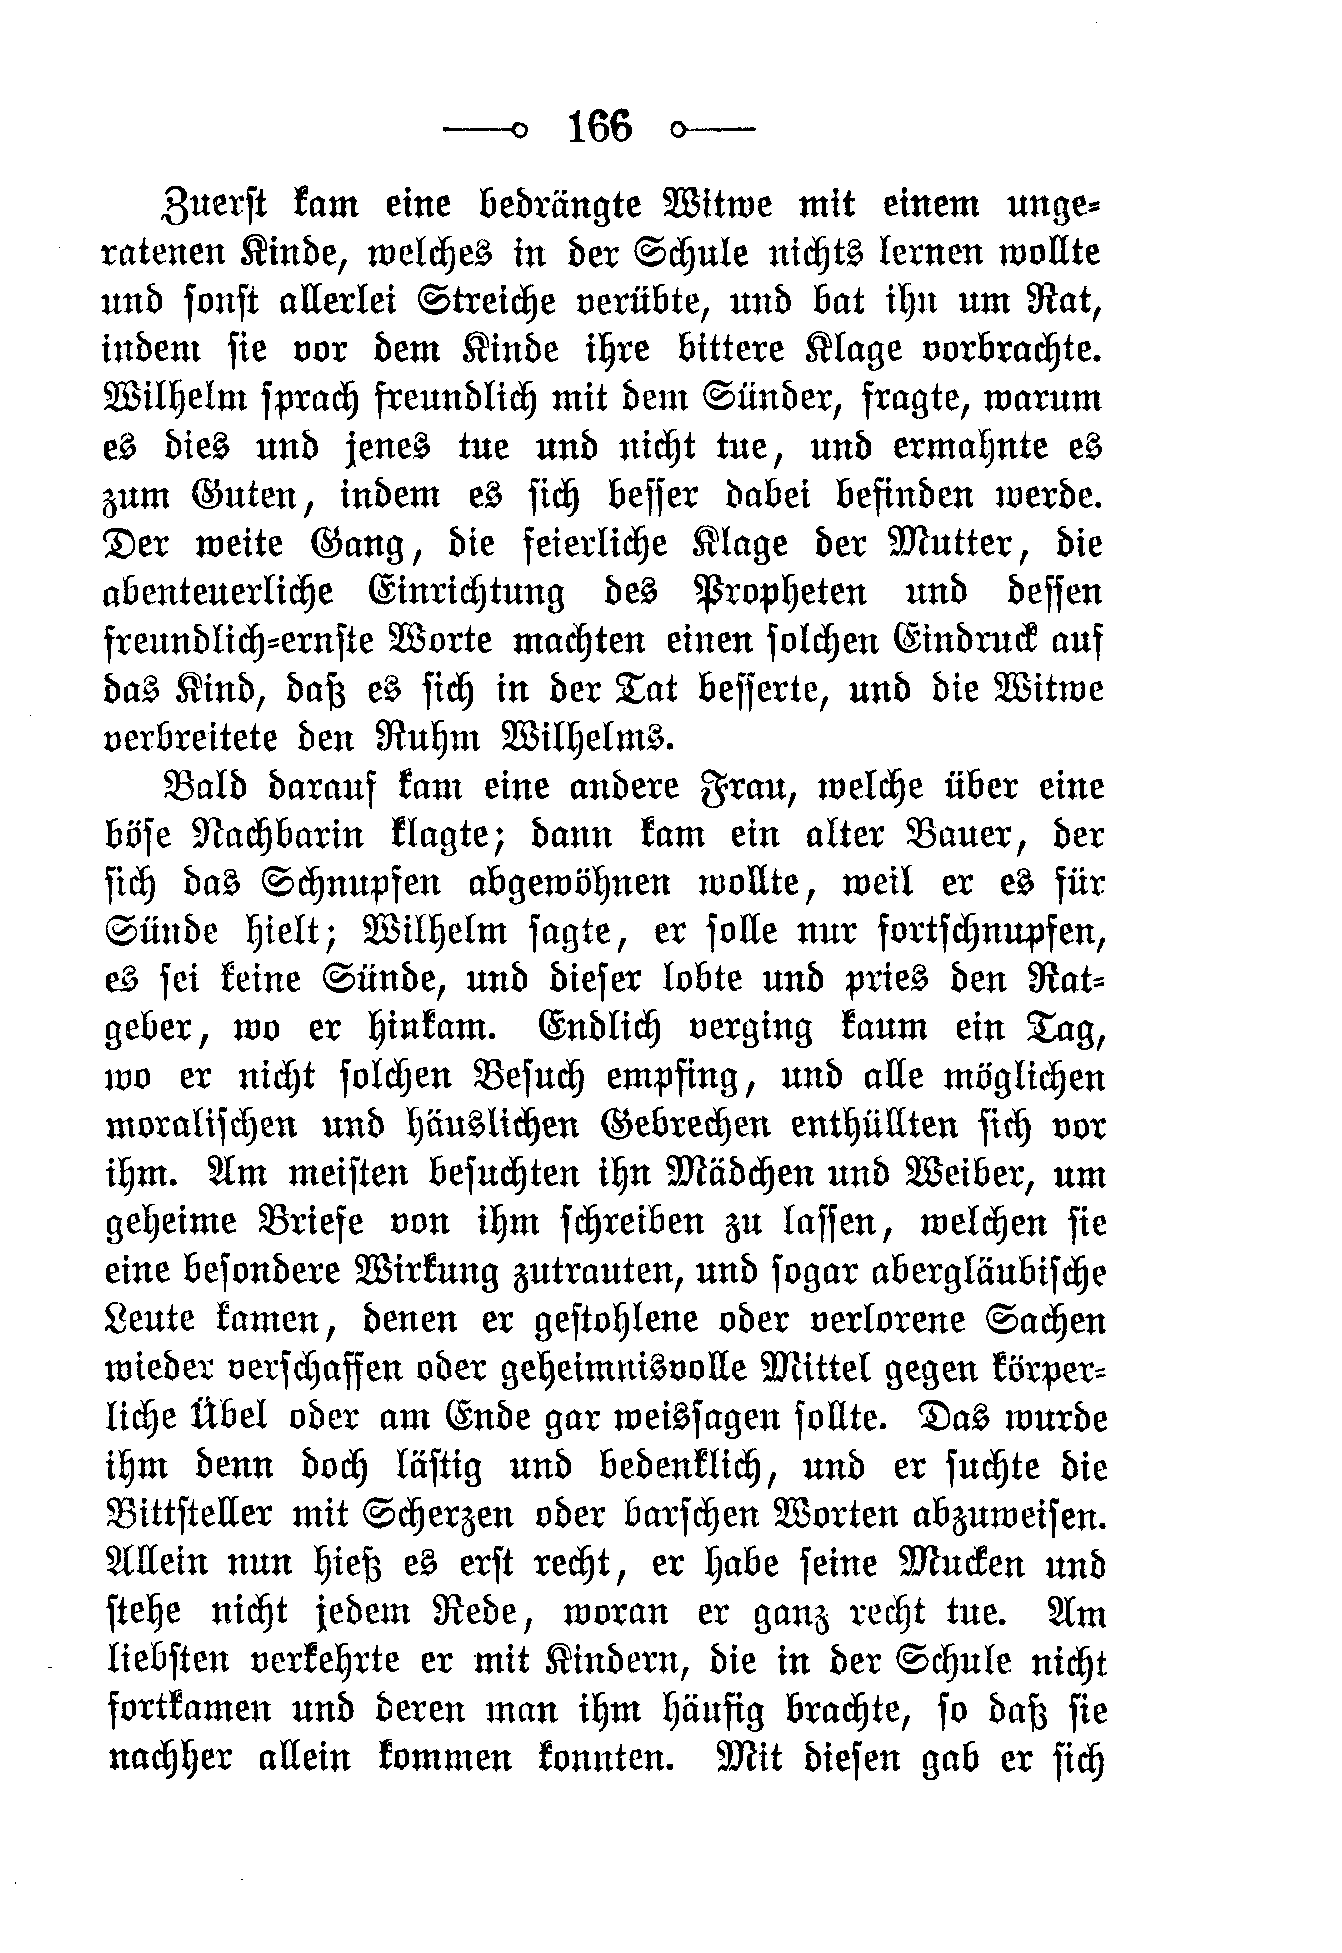 166
Zuerst kam eine bedrängte Witwe mit einem unge-
ratenen Kinde, welches in der Schule nichts lernen wollte
und sonst allerlei Streiche verübte, und bat ihn um Rat,
indem sie vor dem Kinde ihre bittere Klage vorbrachte.
Wilhelm sprach freundlich mit dem Sünder, fragte, warum
es dies und jenes tue und nicht tue, und ermahnte es
zum Guten, indem es sich besser dabei befinden werde.
Der weite Gang, die feierliche Klage der Mutter, die
abenteuerliche Einrichtung des Propheten und dessen
freundlich-ernste Worte machten einen solchen Eindruck auf
das Kind, daß es sich in der Tat besserte, und die Witwe
verbreitete den Ruhm Wilhelms.
Bald darauf kam eine andere Frau, welche über eine
böse Nachbarin klagte; dann kam ein alter Bauer, der
sich das Schnupfen abgewöhnen wollte, weil er es für
Sünde hielt; Wilhelm sagte, er solle nur fortschnupfen,
es sei keine Sünde, und dieser lobte und pries den Rat-
geber, wo er hinkam. Endlich verging kaum ein Tag,
wo er nicht solchen Besuch empfing, und alle möglichen
moralischen und häuslichen Gebrechen enthüllten sich vor
ihm. Am meisten besuchten ihn Mädchen und Weiber, um
geheime Briefe von ihm schreiben zu lassen, welchen sie
eine besondere Wirkung zutrauten, und sogar abergläubische
Leute kamen, denen er gestohlene oder verlorene Sachen
wieder verschaffen oder geheimnisvolle Mittel gegen körper-
liche Übel oder am Ende gar weissagen sollte. Das wurde
ihm denn doch lästig und bedenklich, und er suchte die
Bittsteller mit Scherzen oder barschen Worten abzuweisen.
Allein nun hieß es erst recht, er habe seine Mucken und
stehe nicht jedem Rede, woran er ganz recht tue. Am
liebsten verkehrte er mit Kindern, die in der Schule nicht
fortkamen und deren man ihm häufig brachte, so daß sie
nachher allein kommen konnten. Mit diesen gab er sich